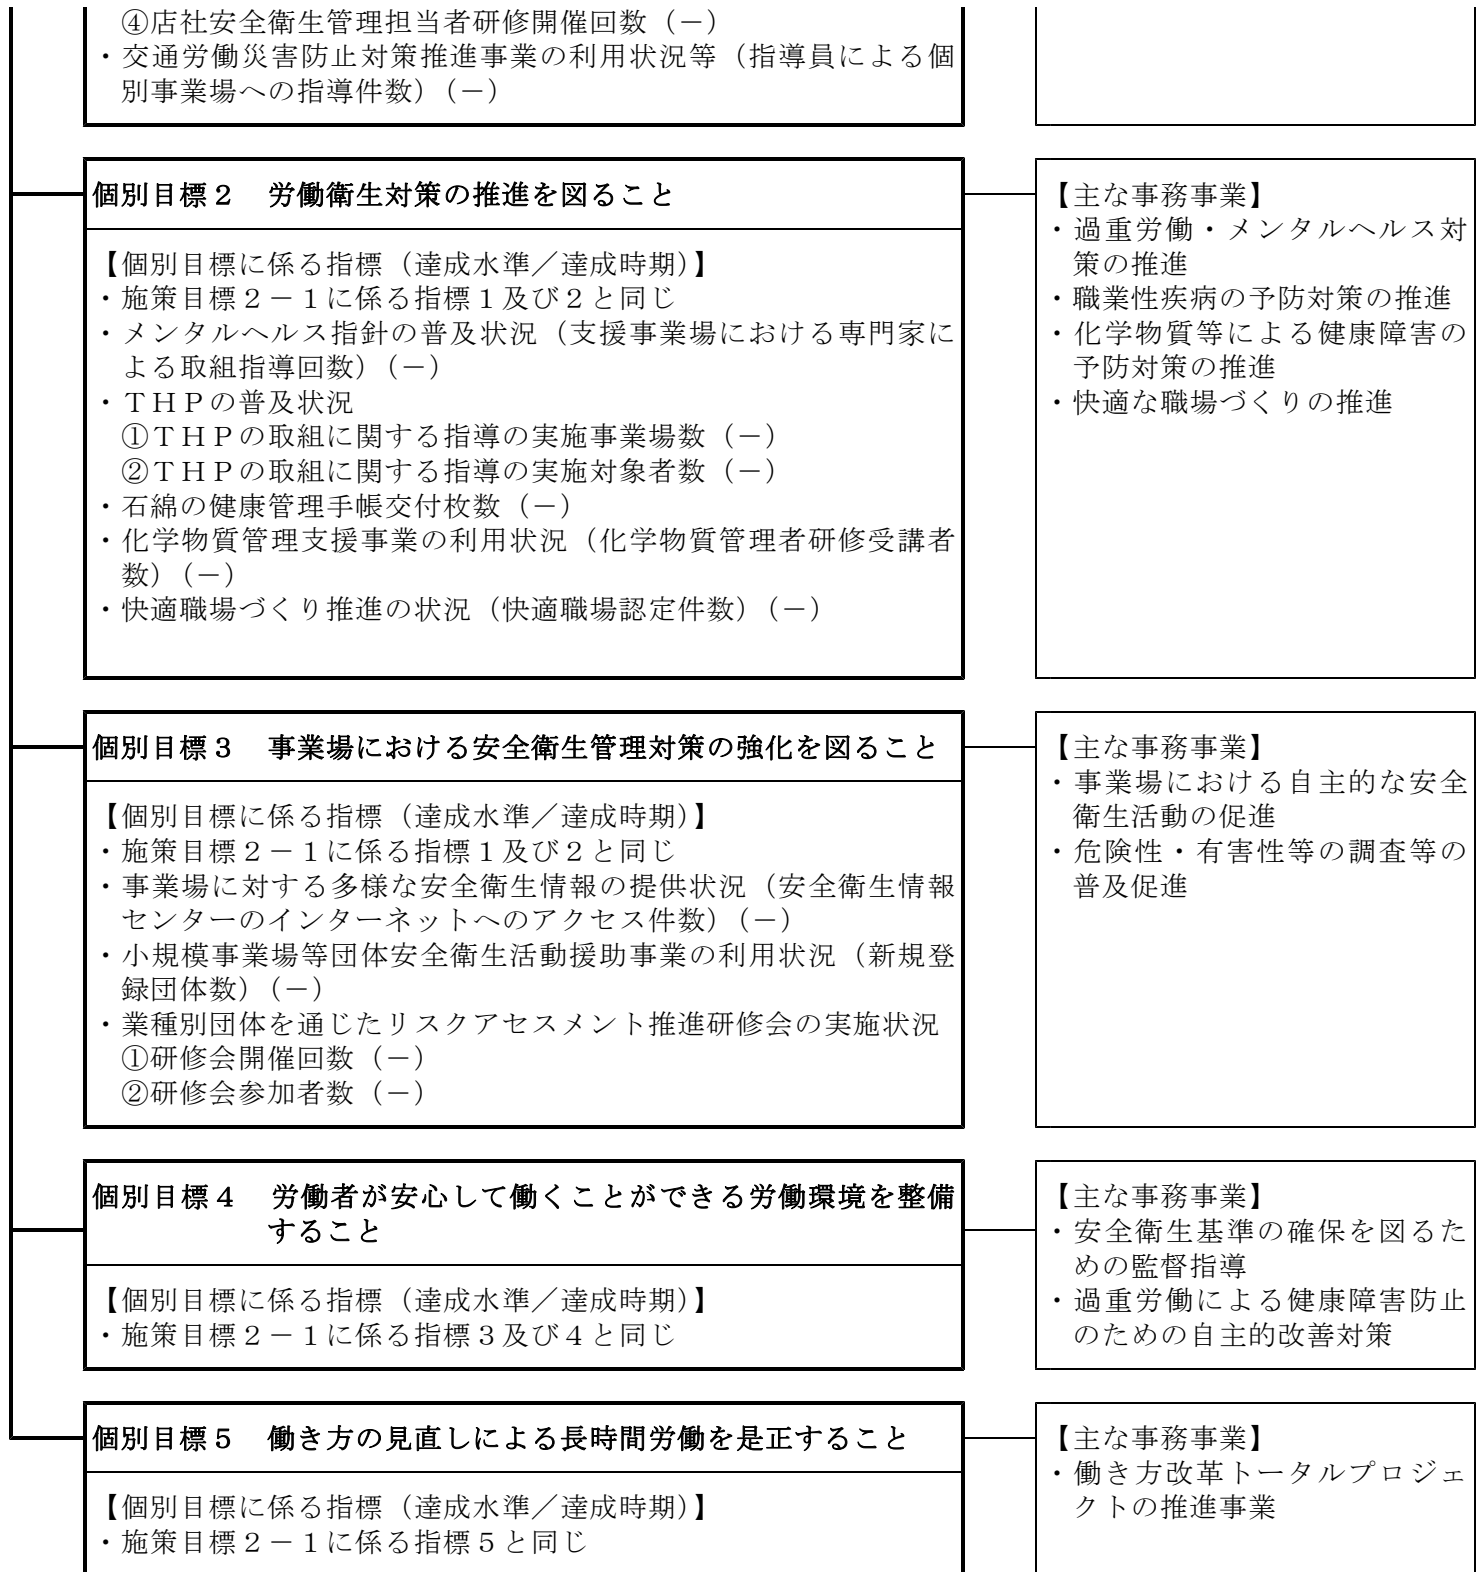 ④店社安全衛生管理担当者研修開催回数（－）
・交通労働災害防止対策推進事業の利用状況等（指導員による個
別事業場への指導件数）（－）
個別目標２　労働衛生対策の推進を図ること
【個別目標に係る指標（達成水準／達成時期）】
・施策目標２－１に係る指標１及び２と同じ
・メンタルヘルス指針の普及状況（支援事業場における専門家に
よる取組指導回数）（－）
・ＴＨＰの普及状況
①ＴＨＰの取組に関する指導の実施事業場数（－）
②ＴＨＰの取組に関する指導の実施対象者数（－）
・石綿の健康管理手帳交付枚数（－）
・化学物質管理支援事業の利用状況（化学物質管理者研修受講者
数）（－）
・快適職場づくり推進の状況（快適職場認定件数）（－）
【主な事務事業】
・過重労働・メンタルヘルス対
策の推進
・職業性疾病の予防対策の推進
・化学物質等による健康障害の
予防対策の推進
・快適な職場づくりの推進
個別目標３　事業場における安全衛生管理対策の強化を図ること
【個別目標に係る指標（達成水準／達成時期）】
・施策目標２－１に係る指標１及び２と同じ
・事業場に対する多様な安全衛生情報の提供状況（安全衛生情報
センターのインターネットへのアクセス件数）（－）
・小規模事業場等団体安全衛生活動援助事業の利用状況（新規登
録団体数）（－）
・業種別団体を通じたリスクアセスメント推進研修会の実施状況
①研修会開催回数（－）
②研修会参加者数（－）
【主な事務事業】
・事業場における自主的な安全
衛生活動の促進
・危険性・有害性等の調査等の
普及促進
個別目標４　労働者が安心して働くことができる労働環境を整備
すること
【個別目標に係る指標（達成水準／達成時期）】
・施策目標２－１に係る指標３及び４と同じ
【主な事務事業】
・安全衛生基準の確保を図るた
めの監督指導
・過重労働による健康障害防止
のための自主的改善対策
個別目標５　働き方の見直しによる長時間労働を是正すること
【個別目標に係る指標（達成水準／達成時期）】
・施策目標２－１に係る指標５と同じ
【主な事務事業】
・働き方改革トータルプロジェ
クトの推進事業